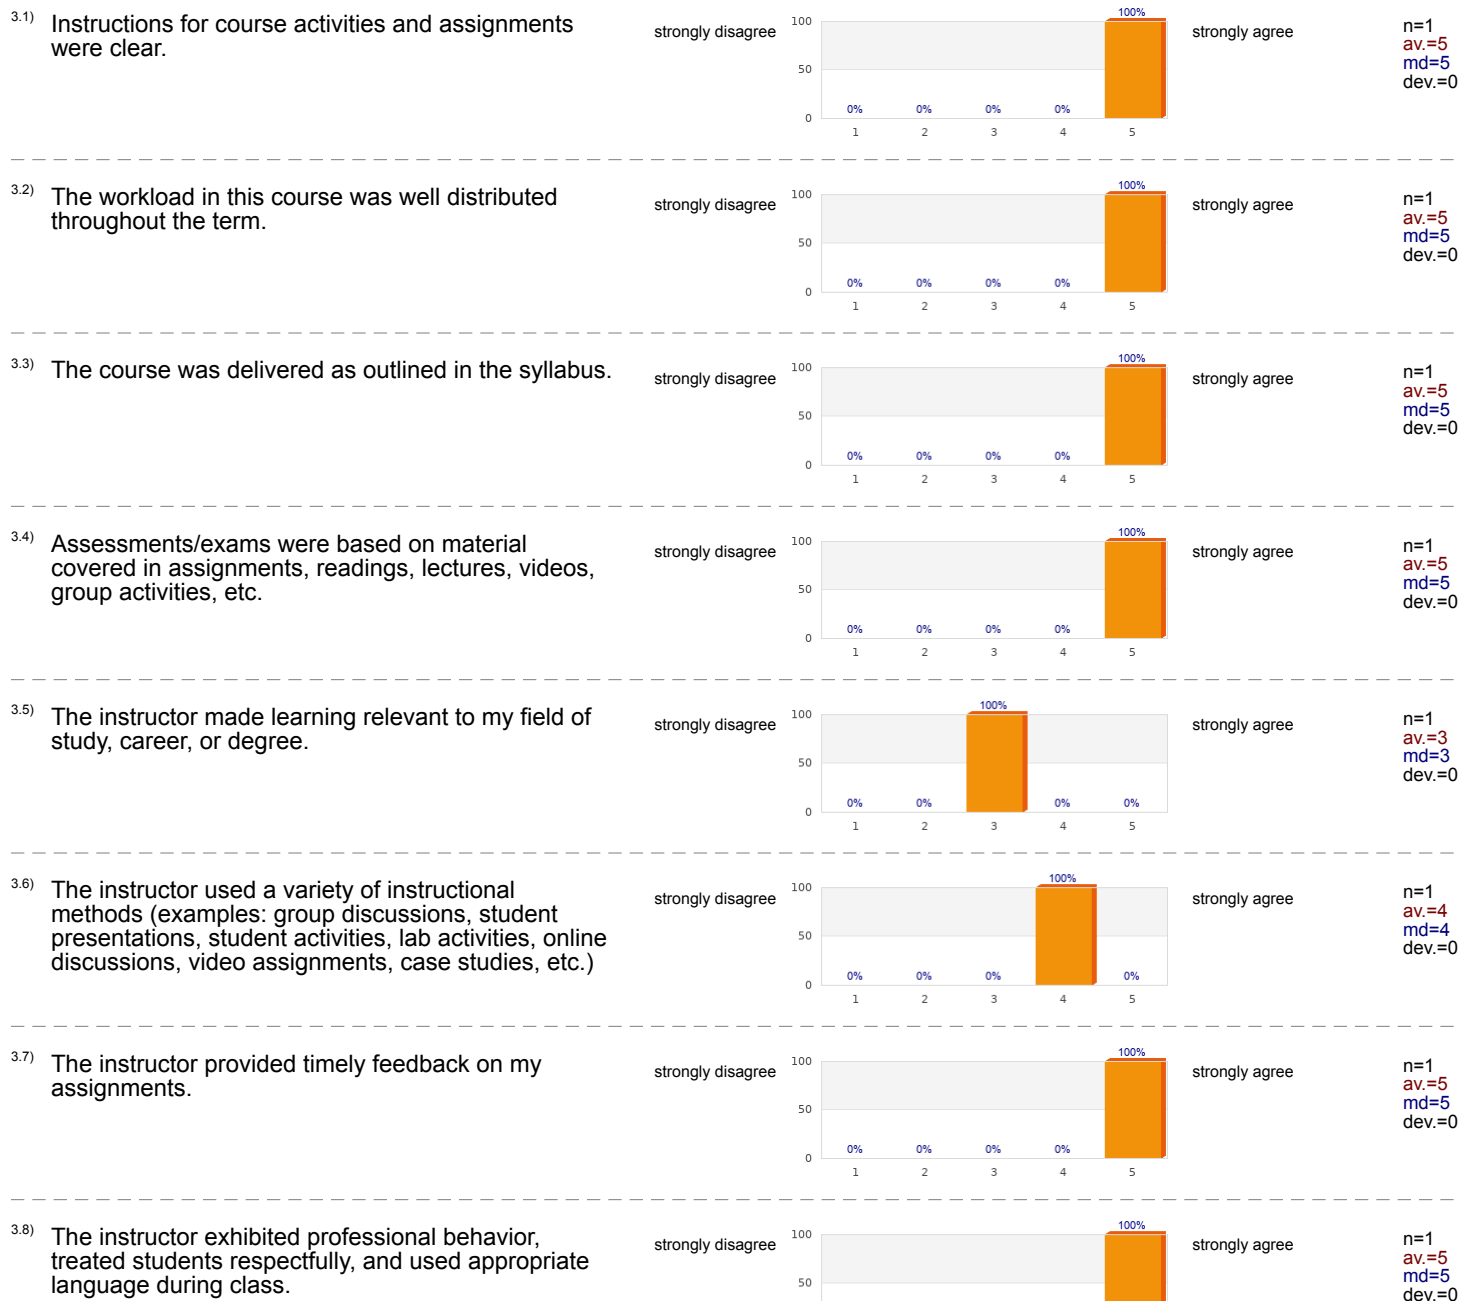 3.1) Instructions for course activities and assignments
were clear.
strongly disagree
100
50
0
0%
0%
0%
0%
100%
1
2
3
4
5
strongly agree
n=1
av.=5
md=5
dev.=0
3.2) The workload in this course was well distributed
throughout the term.
strongly disagree
100
50
0
0%
0%
0%
0%
100%
1
2
3
4
5
strongly agree
n=1
av.=5
md=5
dev.=0
3.3) The course was delivered as outlined in the syllabus.
strongly disagree
100
50
0
0%
0%
0%
0%
100%
1
2
3
4
5
strongly agree
n=1
av.=5
md=5
dev.=0
3.4) Assessments/exams were based on material
covered in assignments, readings, lectures, videos,
group activities, etc.
strongly disagree
100
50
0
0%
0%
0%
0%
100%
1
2
3
4
5
strongly agree
n=1
av.=5
md=5
dev.=0
3.5) The instructor made learning relevant to my field of
study, career, or degree.
strongly disagree
100
50
0
0%
0%
100%
0%
0%
1
2
3
4
5
strongly agree
n=1
av.=3
md=3
dev.=0
3.6) The instructor used a variety of instructional
methods (examples: group discussions, student
presentations, student activities, lab activities, online
discussions, video assignments, case studies, etc.)
strongly disagree
100
50
0
0%
0%
0%
100%
0%
1
2
3
4
5
strongly agree
n=1
av.=4
md=4
dev.=0
3.7) The instructor provided timely feedback on my
assignments.
strongly disagree
100
50
0
0%
0%
0%
0%
100%
1
2
3
4
5
strongly agree
n=1
av.=5
md=5
dev.=0
3.8) The instructor exhibited professional behavior,
treated students respectfully, and used appropriate
language during class.
strongly disagree
100
50
100%
strongly agree
n=1
av.=5
md=5
dev.=0